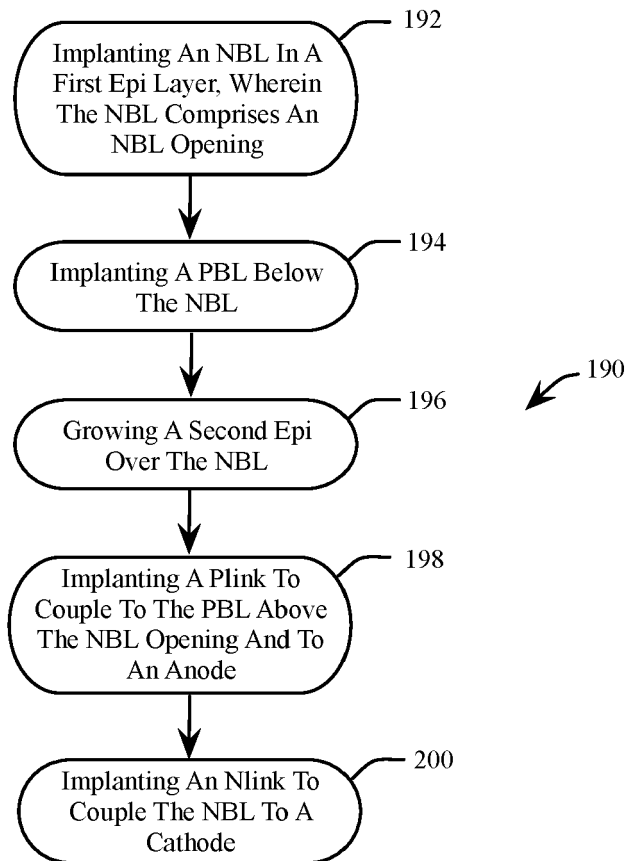 192
Implanting An NBL In A
First Epi Layer, Wherein
The NBL Comprises An
NBL Opening
194
Implanting A PBL Below
The NBL
190
196
Growing A Second Epi
Over The NBL
198
Implanting A Plink To
Couple To The PBL Above
The NBL Opening And To
An Anode
200
Implanting An Nlink To
Couple The NBL To A
Cathode